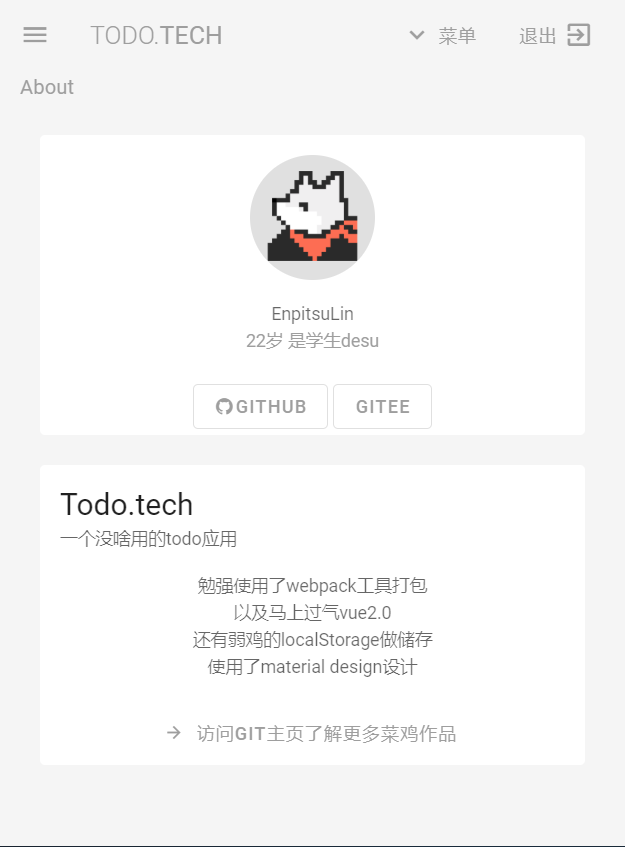 TODO.TECH 菜单 退出
About
EnpitsuLin
22岁 是学生desu
GITHUB GITEE
Todo.tech
一个没啥用的todo应用
勉强使用了webpack工具打包
以及马上过气vue2.0
还有弱鸡的localStorage做储存
使用了material design设计
访问GIT主页了解更多菜鸡作品